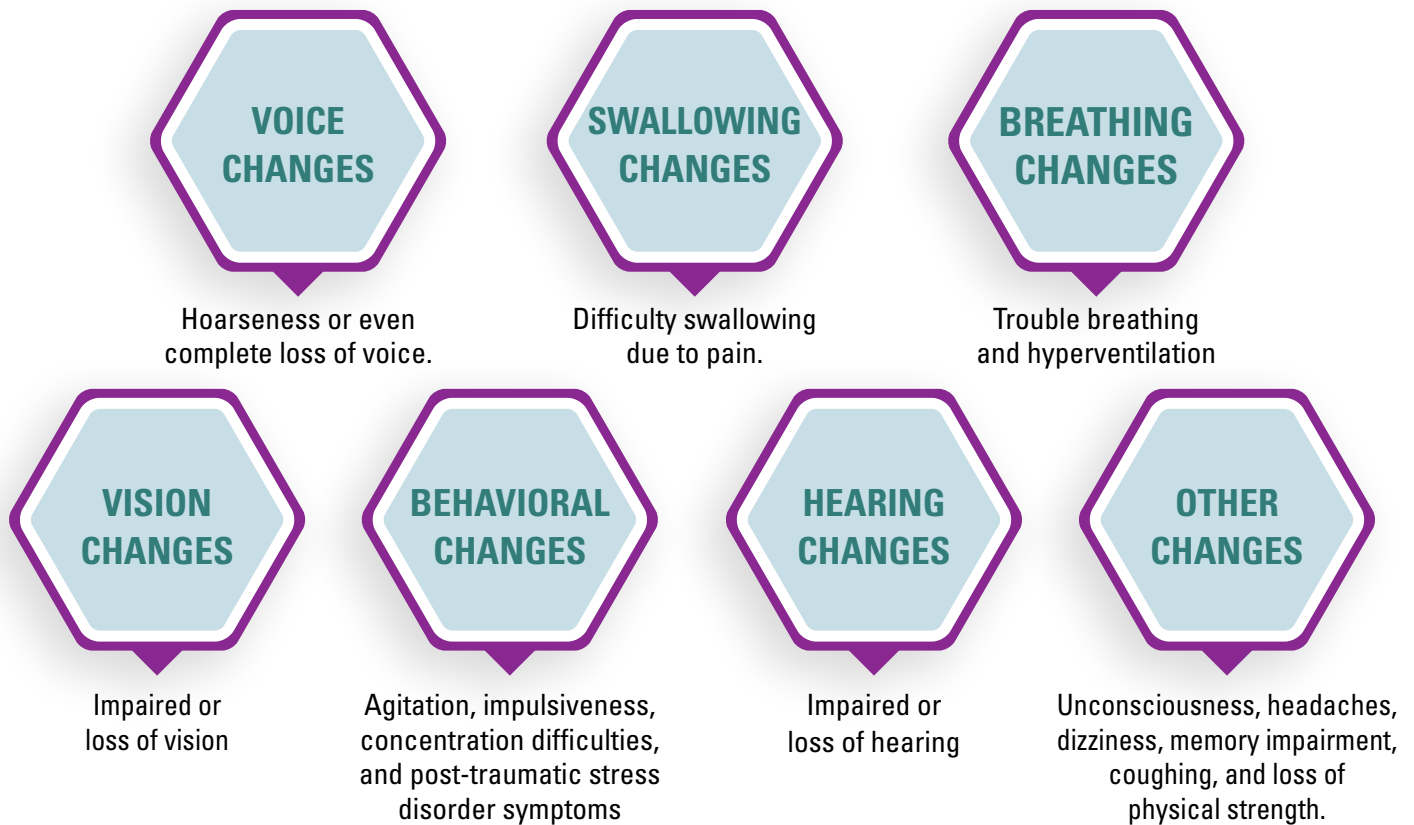 VOICE
CHANGES
Hoarseness or even
complete loss of voice.
SWALLOWING
CHANGES
Difficulty swallowing
due to pain.
BREATHING
CHANGES
Trouble breathing
and hyperventilation
VISION
CHANGES
Impaired or
loss of vision
BEHAVIORAL
CHANGES
Agitation, impulsiveness,
concentration difficulties,
and post-traumatic stress
disorder symptoms
HEARING
CHANGES
Impaired or
loss of hearing
OTHER
CHANGES
Unconsciousness, headaches,
dizziness, memory impairment,
coughing, and loss of
physical strength.